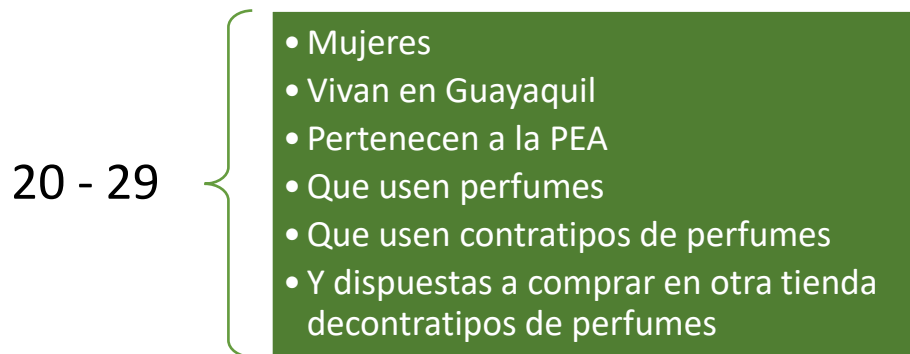 20 - 29
• Mujeres
• Vivan en Guayaquil
• Pertenecen a la PEA
• Que usen perfumes
• Que usen contratipos de perfumes
• Y dispuestas a comprar en otra tienda
decontratipos de perfumes